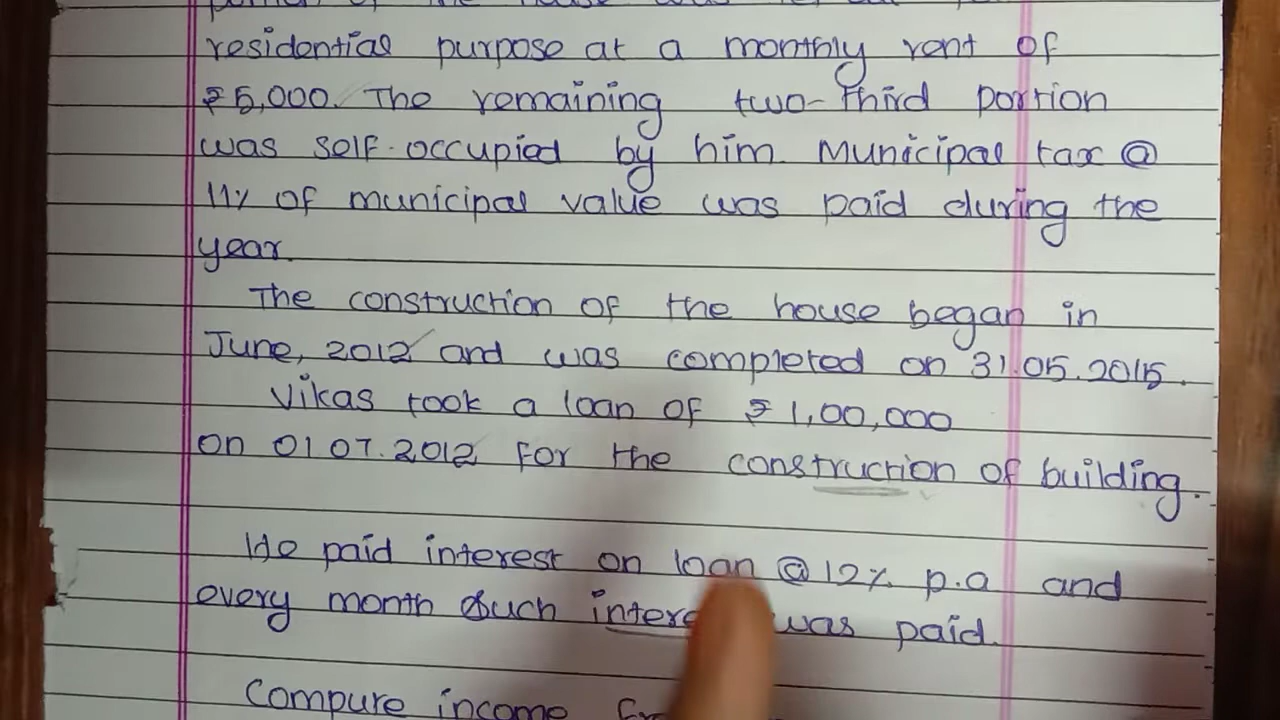 residential purpose at a monthly rent of
₹5,000. The remaining two-third portion
was self-occupied by him. Municipal tax @
11% of municipal value was paid during the
year.
The construction of the house began in
June, 2012 and was completed on 31.05.2015.
Vikas took a loan of ₹1,00,000
on 01.07.2012 for the construction of building.
He paid interest on loan @ 12% p.a and
every month such was paid.
Compute income